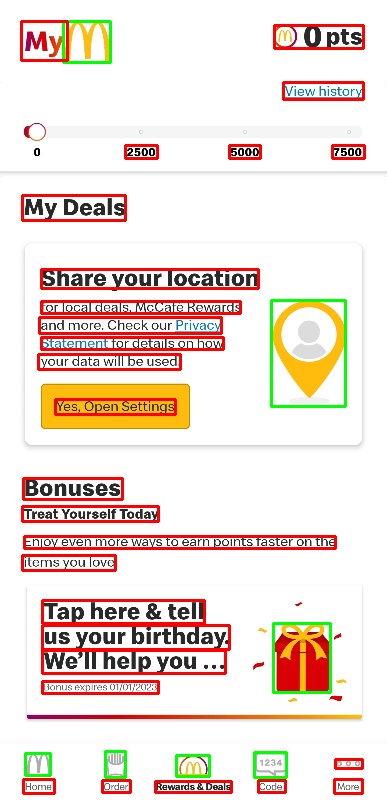 My
0 pts
View history
0 2500 5000 7500
My Deals
Share your location
for local deals, McCafe Rewards
and more. Check our Privacy
Statement for details on how
your data will be used.
Yes, Open Settings
Bonuses
Treat Yourself Today
Enjoy even more ways to earn points faster on the
items you love
Tap here & tell
us your birthday.
We'll help you …
Bonus expires 01/01/2023
1234
Home Order Rewards & Deals Code More